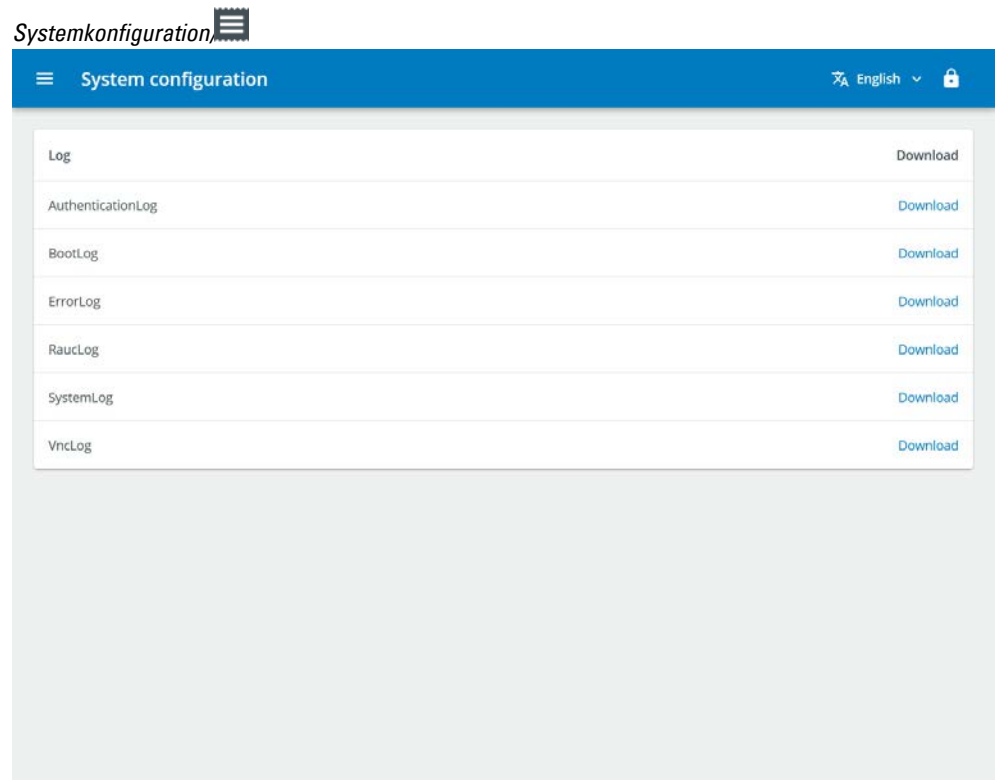 Systemkonfiguration/
System configuration English
Log Download
AuthenticationLog Download
BootLog Download
ErrorLog Download
RaucLog Download
SystemLog Download
VncLog Download